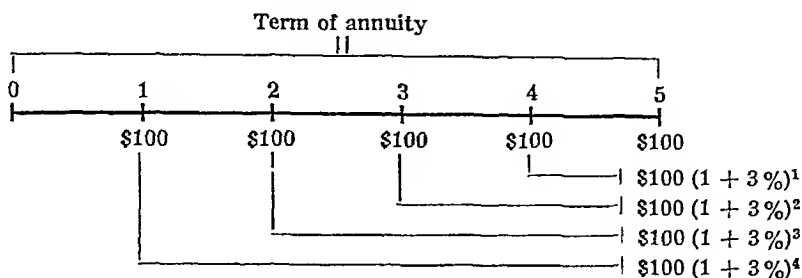 Term of annuity
0 1 2 3 4 5
$100 $100 $100 $100 $100
$100 (1 + 3%)¹
$100 (1 + 3%)²
$100 (1 + 3%)³
$100 (1 + 3%)⁴